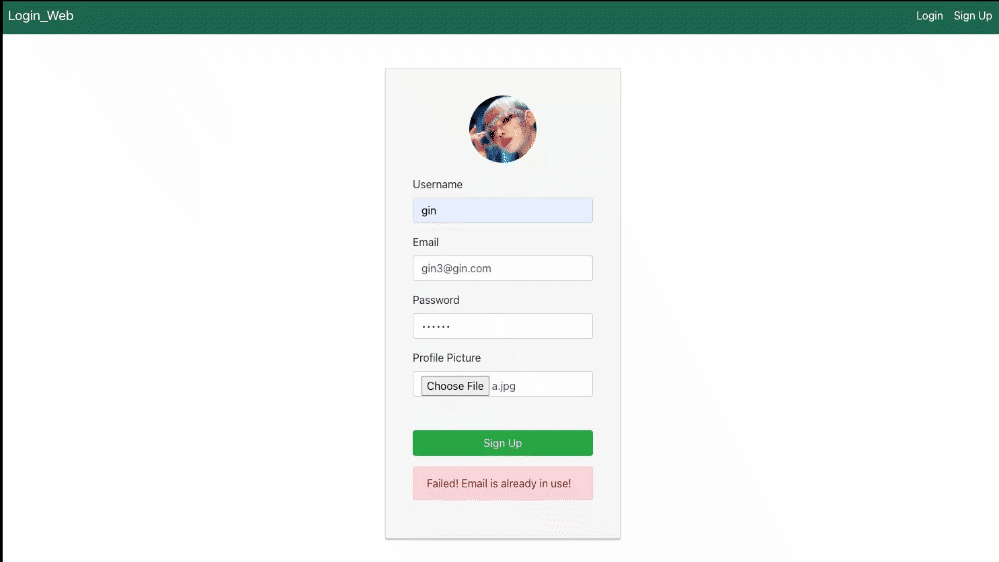 Login_Web Login Sign Up
Username
gin
Email
gin3@gin.com
Password
••••••
Profile Picture
Choose File a.jpg
Sign Up
Failed! Email is already in use!